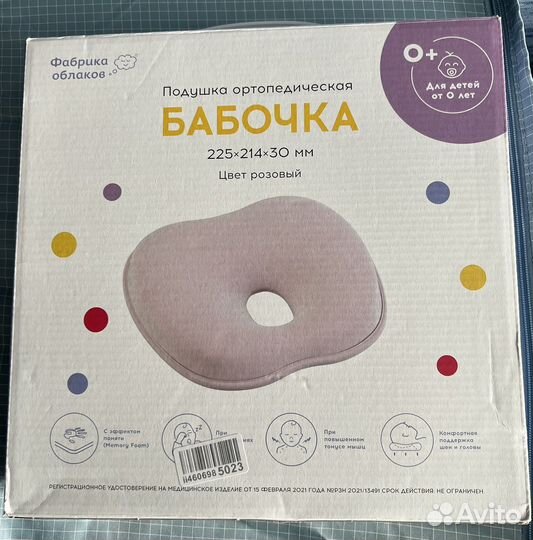 Фабрика
облаков
0+
Для детей
от 0 лет
Подушка ортопедическая
БАБОЧКА
225×214×30 мм
Цвет розовый
С эффектом
памяти
(Memory Foam)
При
При
повышенном
тонусе мышц
Комфортная
поддержка
шеи и головы
ii460698 5023
РЕГИСТРАЦИОННОЕ УДОСТОВЕРЕНИЕ НА МЕДИЦИНСКОЕ ИЗДЕЛИЕ ОТ 15 ФЕВРАЛЯ 2021 ГОДА №РЗН 2021/13491 СРОК ДЕЙСТВИЯ: НЕ ОГРАНИЧЕН.
Avito